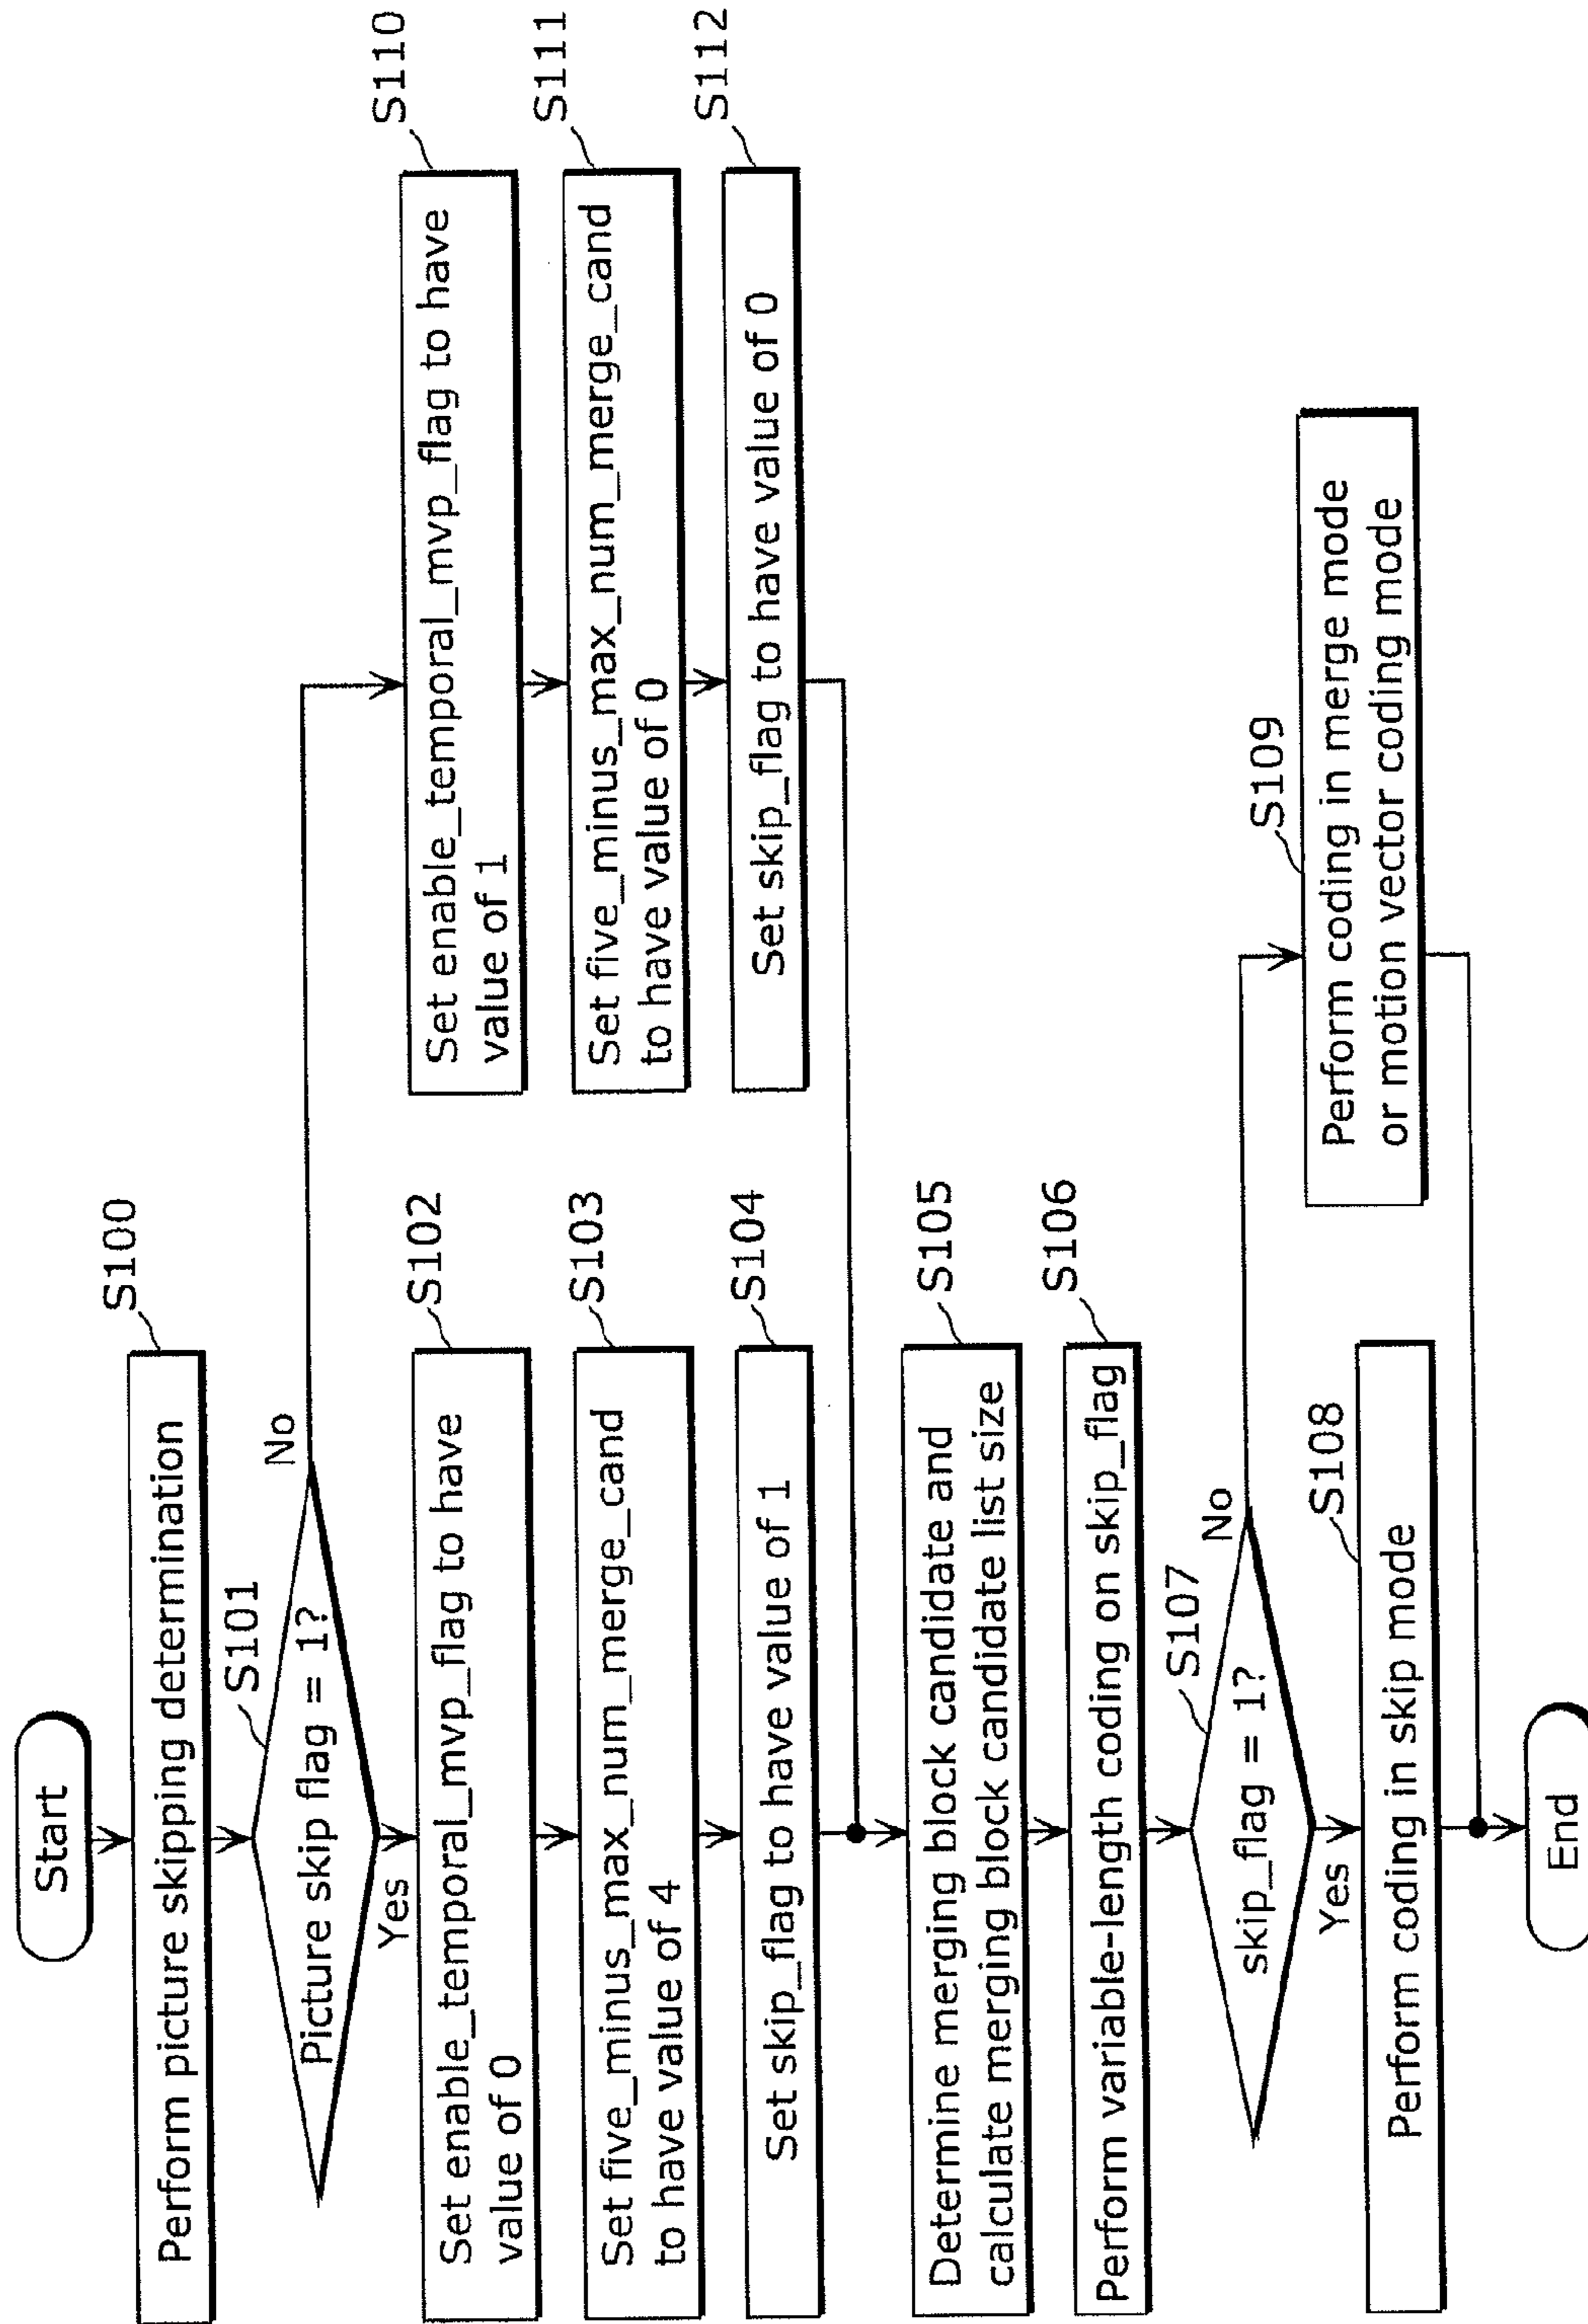 Start
S100
Perform picture skipping determination
S101
Picture skip flag = 1?
No
Yes
S102
Set enable_temporal_mvp_flag to have
value of 0
S103
Set five_minus_max_num_merge_cand
to have value of 4
S104
Set skip_flag to have value of 1
S110
Set enable_temporal_mvp_flag to have
value of 1
S111
Set five_minus_max_num_merge_cand
to have value of 0
S112
Set skip_flag to have value of 0
S105
Determine merging block candidate and
calculate merging block candidate list size
S106
Perform variable-length coding on skip_flag
S107
skip_flag = 1?
No
Yes
S108
Perform coding in skip mode
S109
Perform coding in merge mode
or motion vector coding mode
End